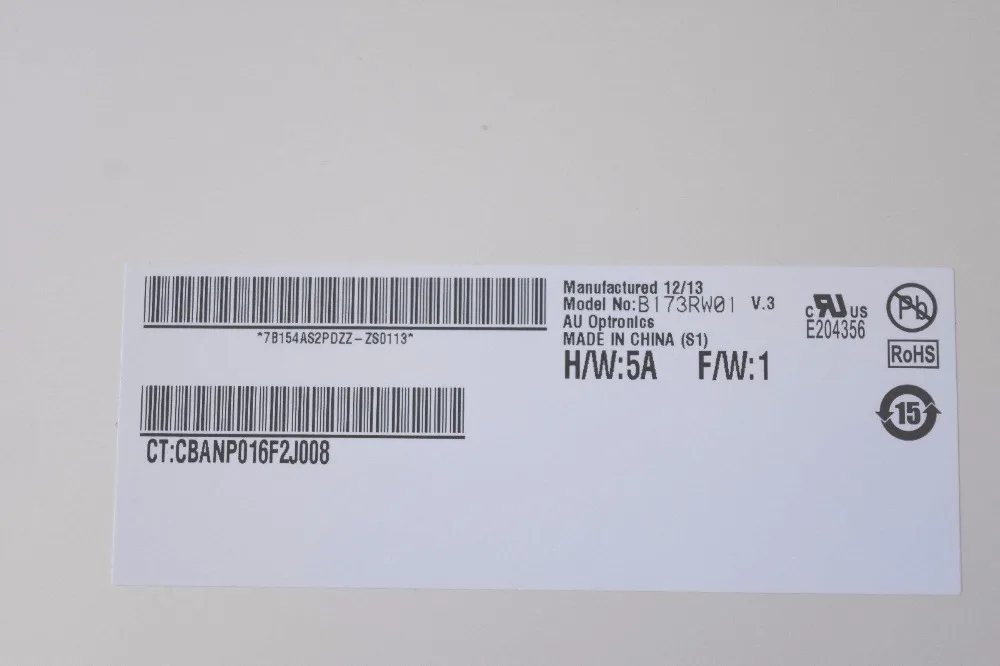 *7B154AS2PDZZ-ZS0113*
CT:CBANP016F2J008
Manufactured 12/13
Model No:B173RW01 V.3
AU Optronics
MADE IN CHINA (S1)
H/W:5A F/W:1
c RU US
E204356
Pb
RoHS
15